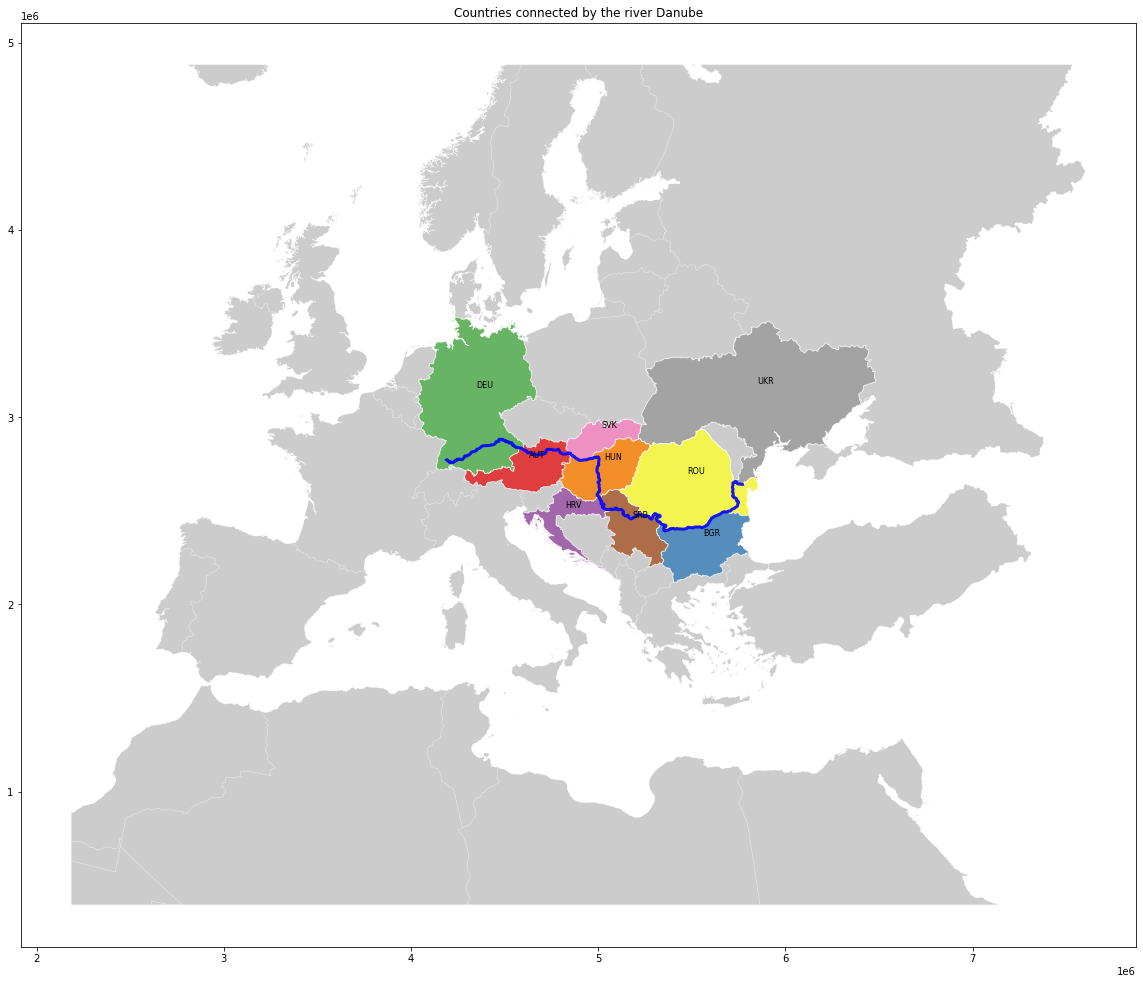 Countries connected by the river Danube
1e6
5
4
3
2
1
DEU
UKR
SVK
AUT
HUN
ROU
HRV
SRB
BGR
2 3 4 5 6 7
1e6